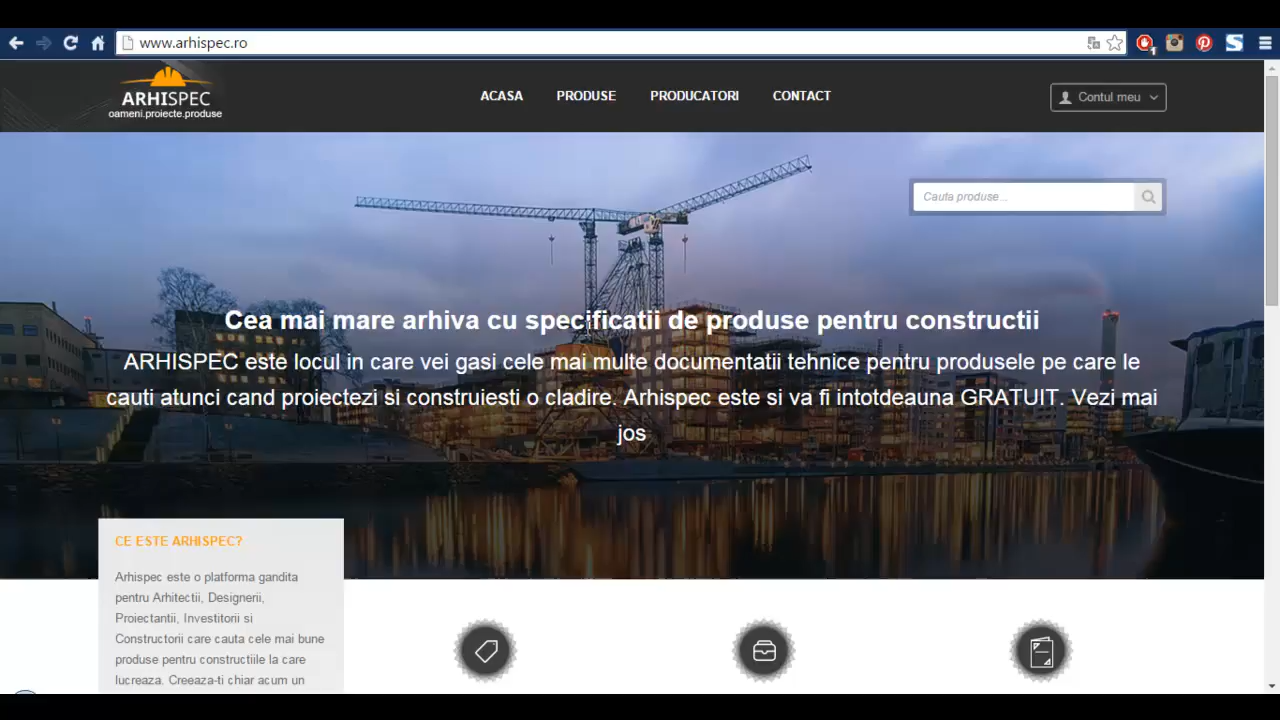 www.arhispec.ro
1
ARHISPEC
oameni.proiecte.produse
ACASA
PRODUSE
PRODUCATORI
CONTACT
Contul meu
Cauta produse...
Cea mai mare arhiva cu specificatii de produse pentru constructii
ARHISPEC este locul in care vei gasi cele mai multe documentatii tehnice pentru produsele pe care le
cauti atunci cand proiectezi si construiesti o cladire. Arhispec este si va fi intotdeauna GRATUIT. Vezi mai
jos
CE ESTE ARHISPEC?
Arhispec este o platforma gandita
pentru Arhitectii, Designerii,
Proiectantii, Investitorii si
Constructorii care cauta cele mai bune
produse pentru constructiile la care
lucreaza. Creeaza-ti chiar acum un